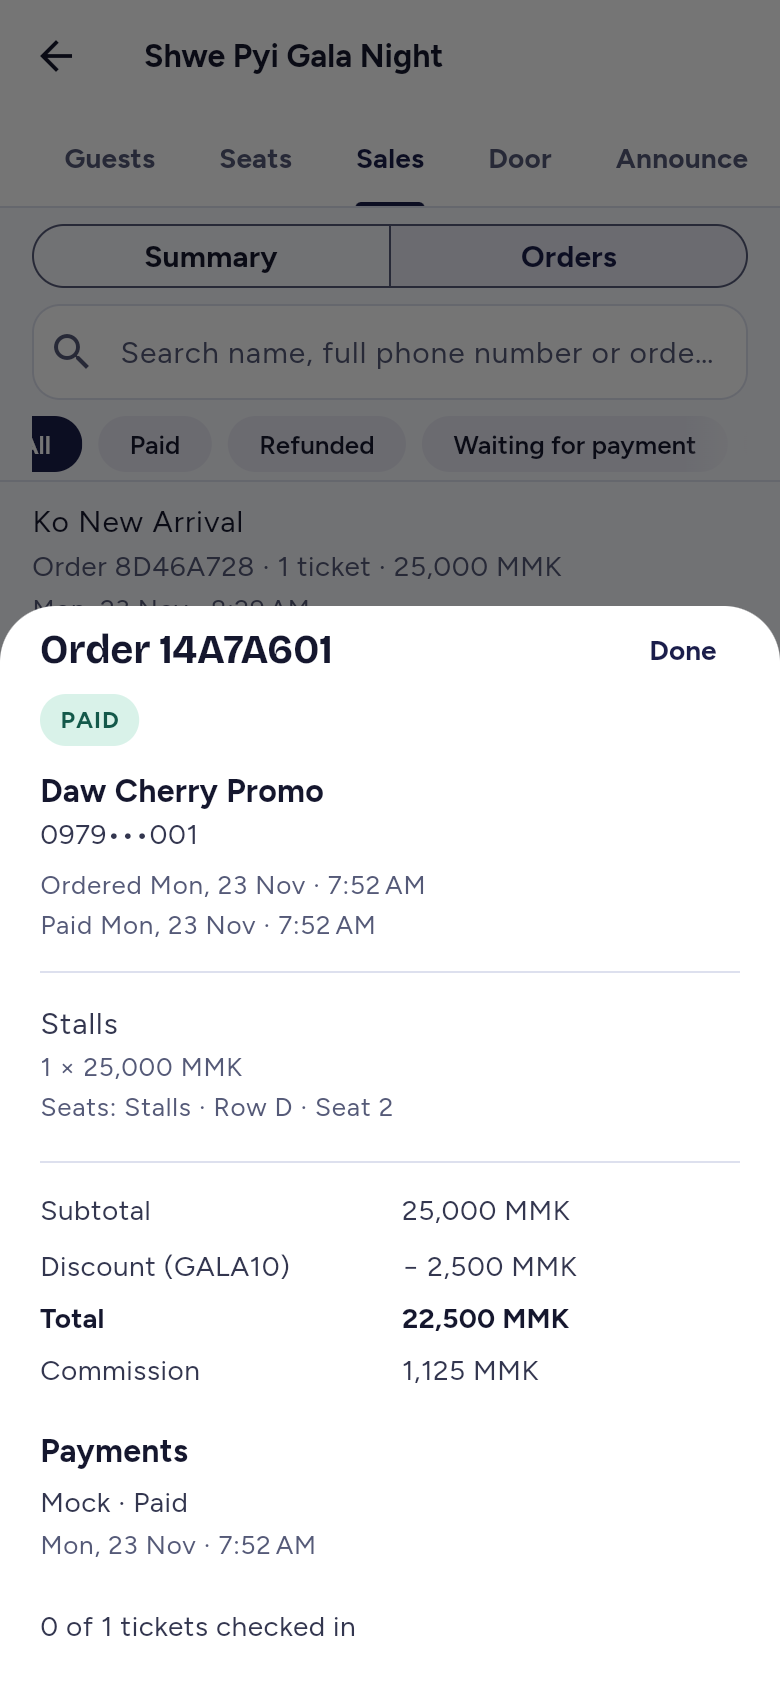 Shwe Pyi Gala Night
Guests Seats Sales Door Announce
Summary Orders
Search name, full phone number or orde...
All Paid Refunded Waiting for payment
Ko New Arrival
Order 8D46A728 · 1 ticket · 25,000 MMK
Order 14A7A601 Done
PAID
Daw Cherry Promo
0979•••001
Ordered Mon, 23 Nov · 7:52 AM
Paid Mon, 23 Nov · 7:52 AM
Stalls
1 × 25,000 MMK
Seats: Stalls · Row D · Seat 2
Subtotal 25,000 MMK
Discount (GALA10) − 2,500 MMK
Total 22,500 MMK
Commission 1,125 MMK
Payments
Mock · Paid
Mon, 23 Nov · 7:52 AM
0 of 1 tickets checked in